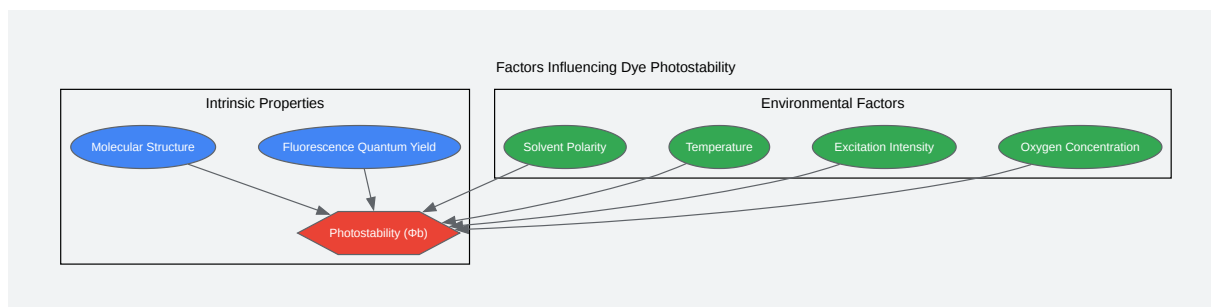 Factors Influencing Dye Photostability
Intrinsic Properties
Environmental Factors
Molecular Structure
Fluorescence Quantum Yield
Solvent Polarity
Temperature
Excitation Intensity
Oxygen Concentration
Photostability (Φb)